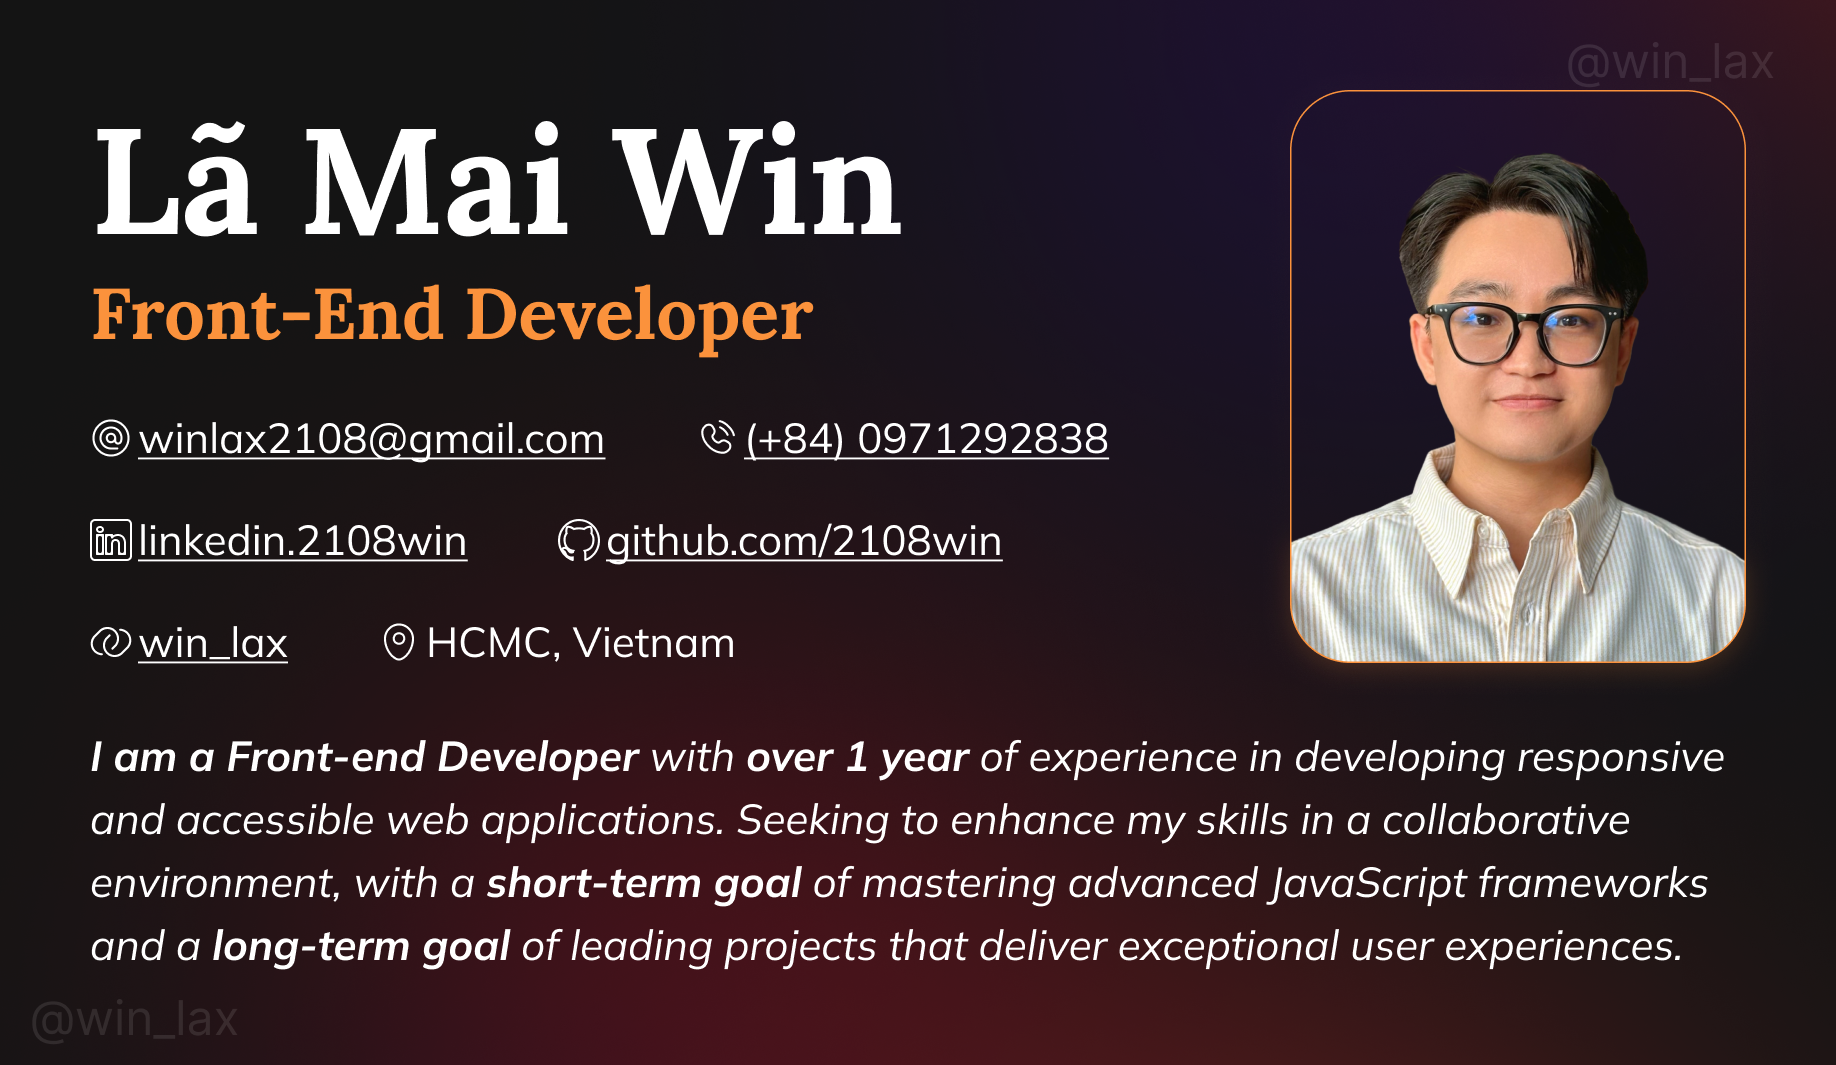 @win_lax
Lã Mai Win
Front-End Developer
winlax2108@gmail.com (+84) 0971292838
linkedin.2108win github.com/2108win
win_lax HCMC, Vietnam
I am a Front-end Developer with over 1 year of experience in developing responsive
and accessible web applications. Seeking to enhance my skills in a collaborative
environment, with a short-term goal of mastering advanced JavaScript frameworks
and a long-term goal of leading projects that deliver exceptional user experiences.
@win_lax